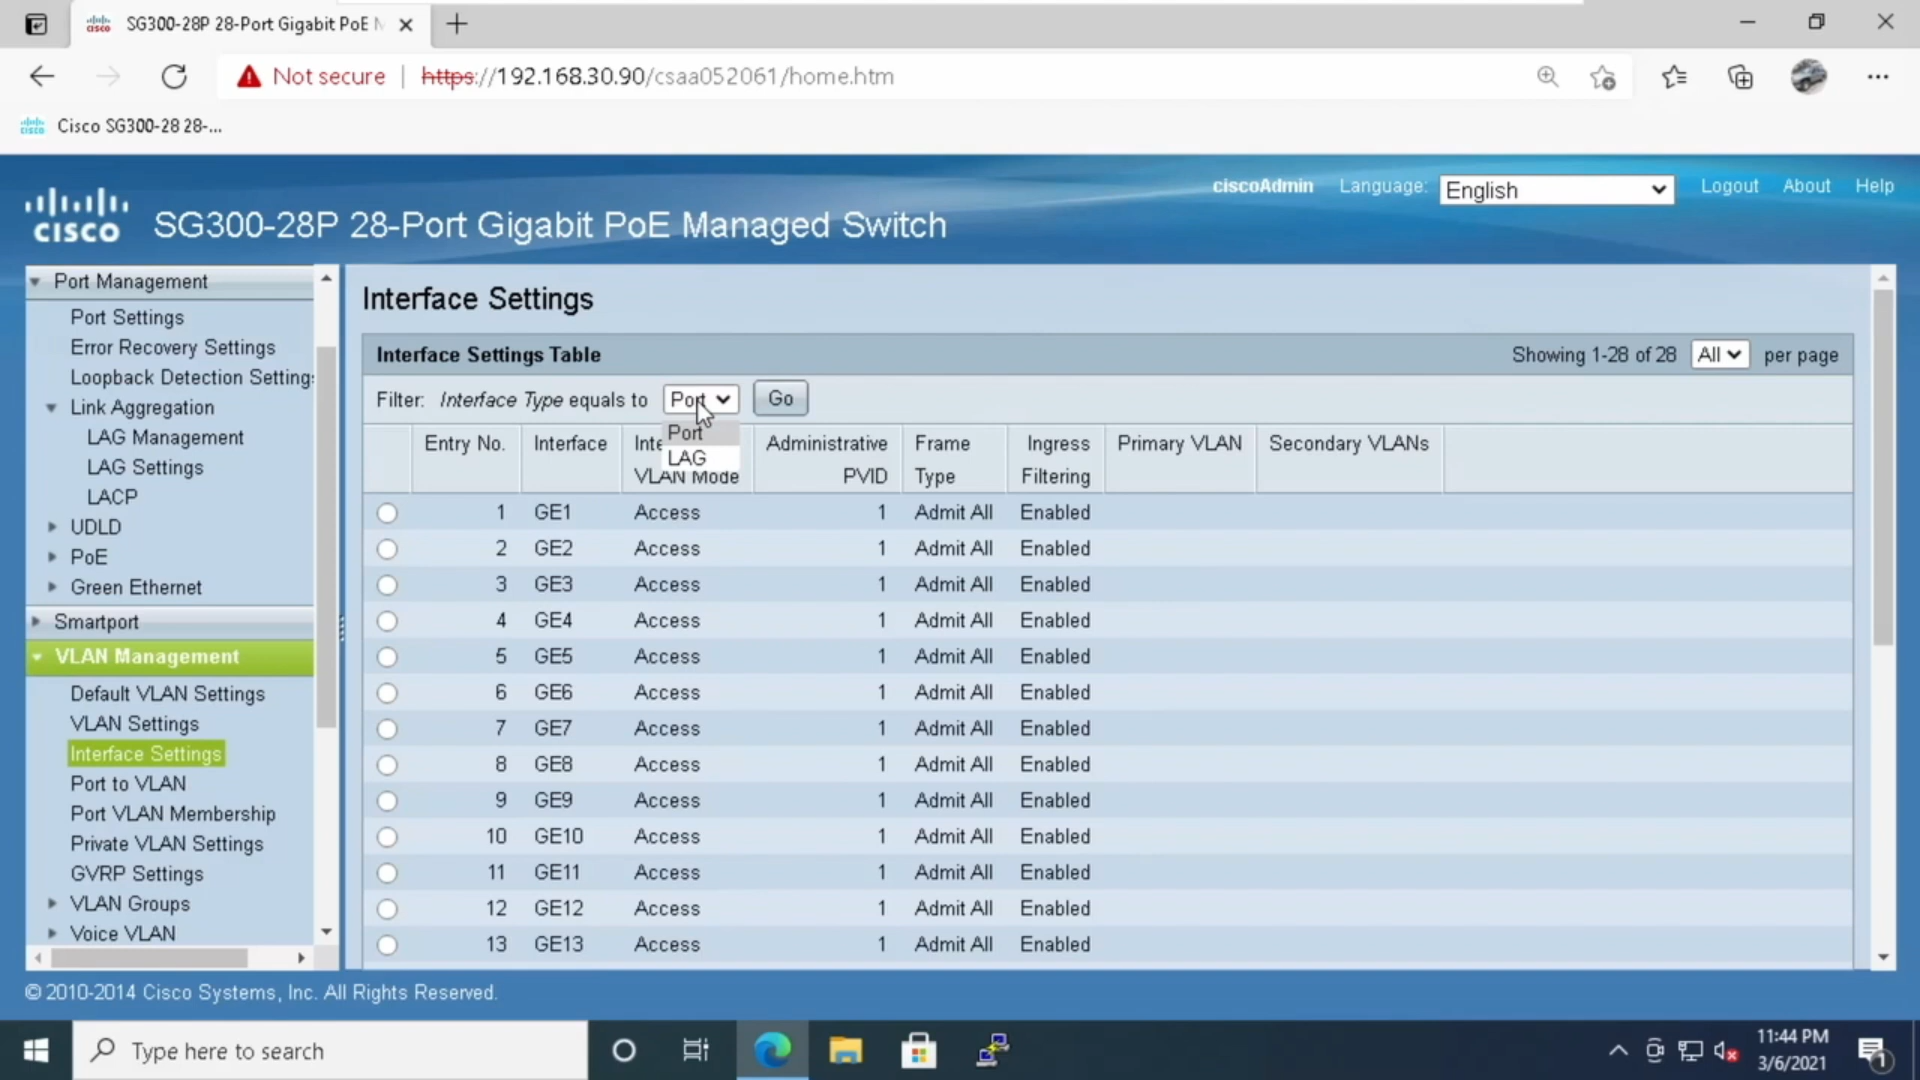 SG300-28P 28-Port Gigabit PoE M
Not secure | https://192.168.30.90/csaa052061/home.htm
Cisco SG300-28 28-...
ciscoAdmin Language: English Logout About Help
CISCO SG300-28P 28-Port Gigabit PoE Managed Switch
Port Management
Port Settings
Error Recovery Settings
Loopback Detection Setting
Link Aggregation
LAG Management
LAG Settings
LACP
UDLD
PoE
Green Ethernet
Smartport
VLAN Management
Default VLAN Settings
VLAN Settings
Interface Settings
Port to VLAN
Port VLAN Membership
Private VLAN Settings
GVRP Settings
VLAN Groups
Voice VLAN
Interface Settings
Interface Settings Table Showing 1-28 of 28 All per page
Filter: Interface Type equals to Port Go
Port
LAG
Entry No. Interface Inte VLAN Mode Administrative PVID Frame Type Ingress Filtering Primary VLAN Secondary VLANs
1 GE1 Access 1 Admit All Enabled
2 GE2 Access 1 Admit All Enabled
3 GE3 Access 1 Admit All Enabled
4 GE4 Access 1 Admit All Enabled
5 GE5 Access 1 Admit All Enabled
6 GE6 Access 1 Admit All Enabled
7 GE7 Access 1 Admit All Enabled
8 GE8 Access 1 Admit All Enabled
9 GE9 Access 1 Admit All Enabled
10 GE10 Access 1 Admit All Enabled
11 GE11 Access 1 Admit All Enabled
12 GE12 Access 1 Admit All Enabled
13 GE13 Access 1 Admit All Enabled
© 2010-2014 Cisco Systems, Inc. All Rights Reserved.
Type here to search
11:44 PM
3/6/2021
1